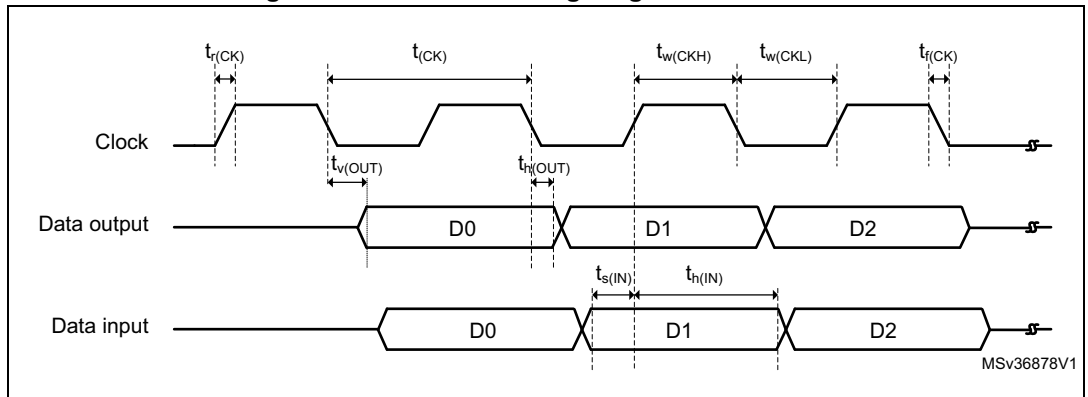 tr(CK) t(CK) tw(CKH) tw(CKL) tf(CK)
Clock
tv(OUT) th(OUT)
Data output D0 D1 D2
ts(IN) th(IN)
Data input D0 D1 D2
MSv36878V1